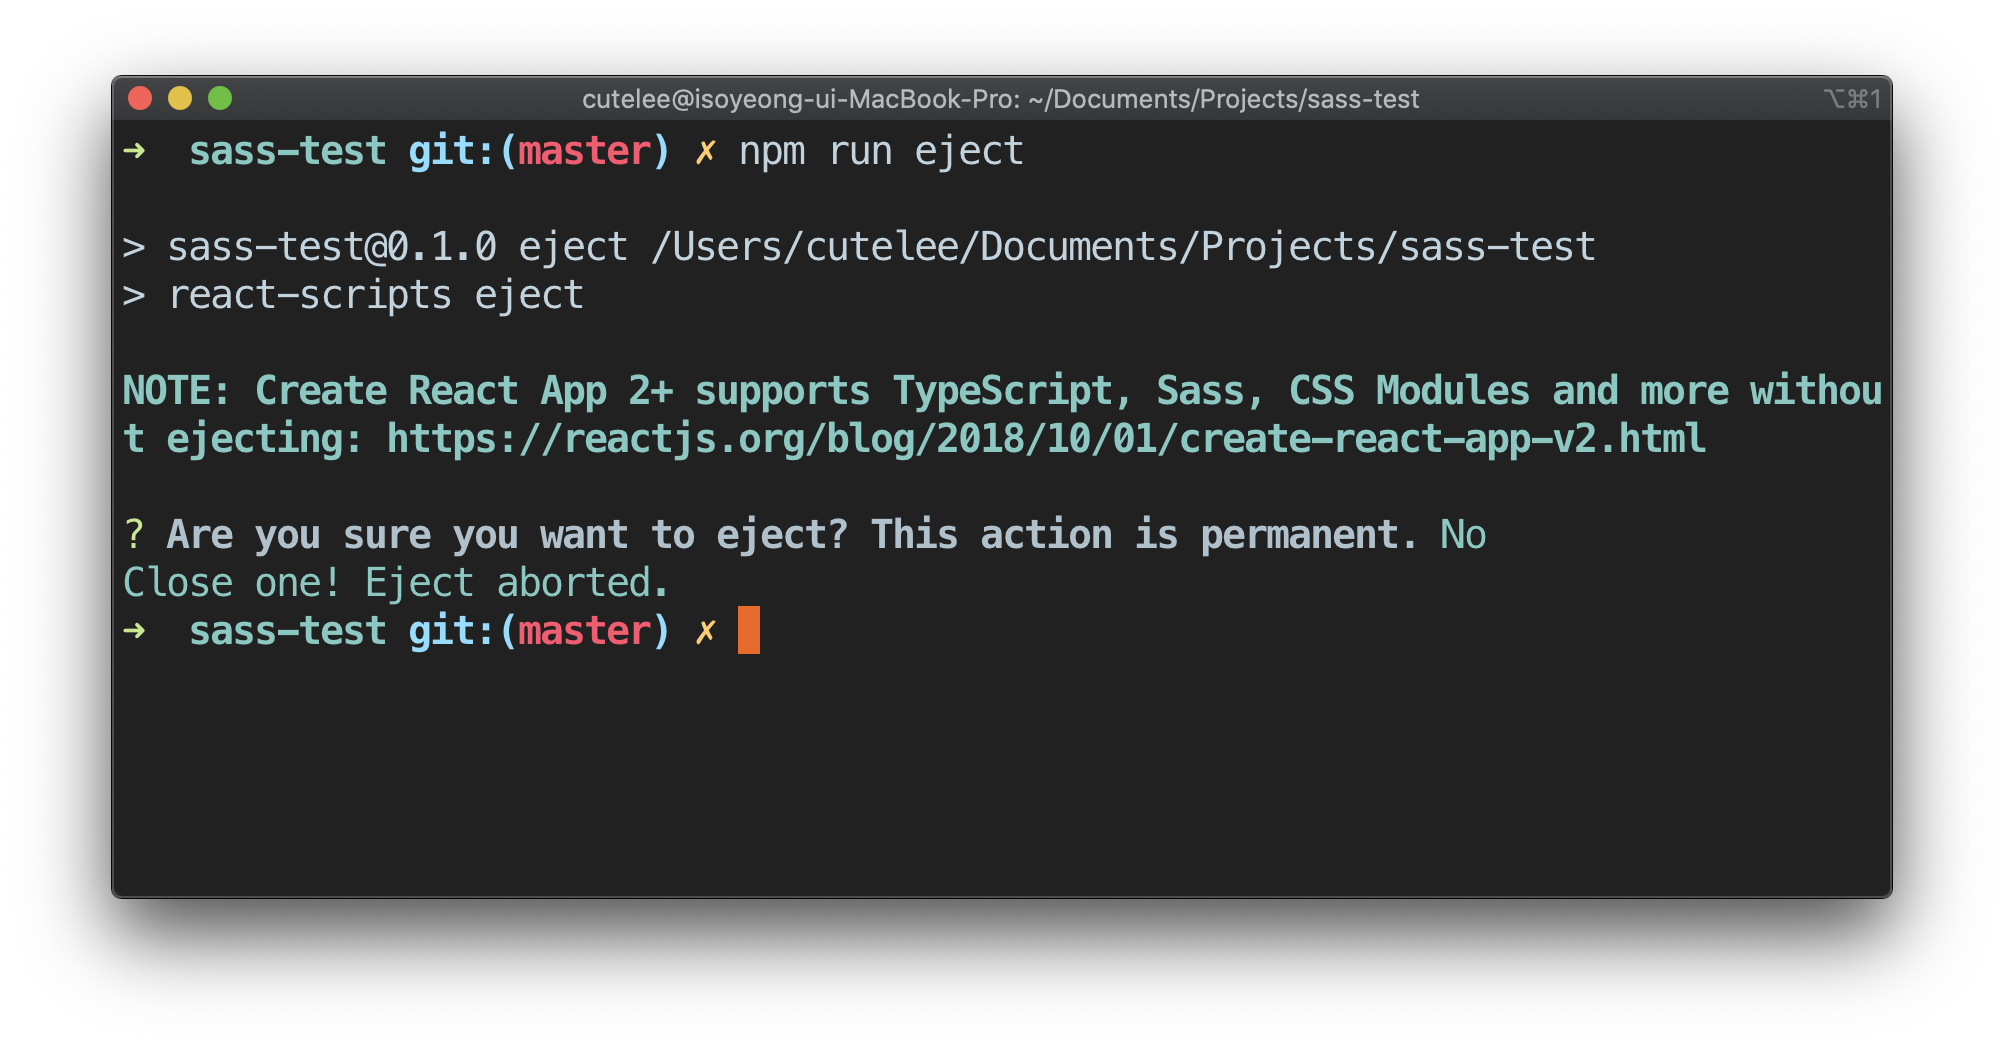 cutelee@isoyeong-ui-MacBook-Pro: ~/Documents/Projects/sass-test ⌥⌘1
➜  sass-test git:(master) ✗ npm run eject
> sass-test@0.1.0 eject /Users/cutelee/Documents/Projects/sass-test
> react-scripts eject
NOTE: Create React App 2+ supports TypeScript, Sass, CSS Modules and more withou
t ejecting: https://reactjs.org/blog/2018/10/01/create-react-app-v2.html
? Are you sure you want to eject? This action is permanent. No
Close one! Eject aborted.
➜  sass-test git:(master) ✗